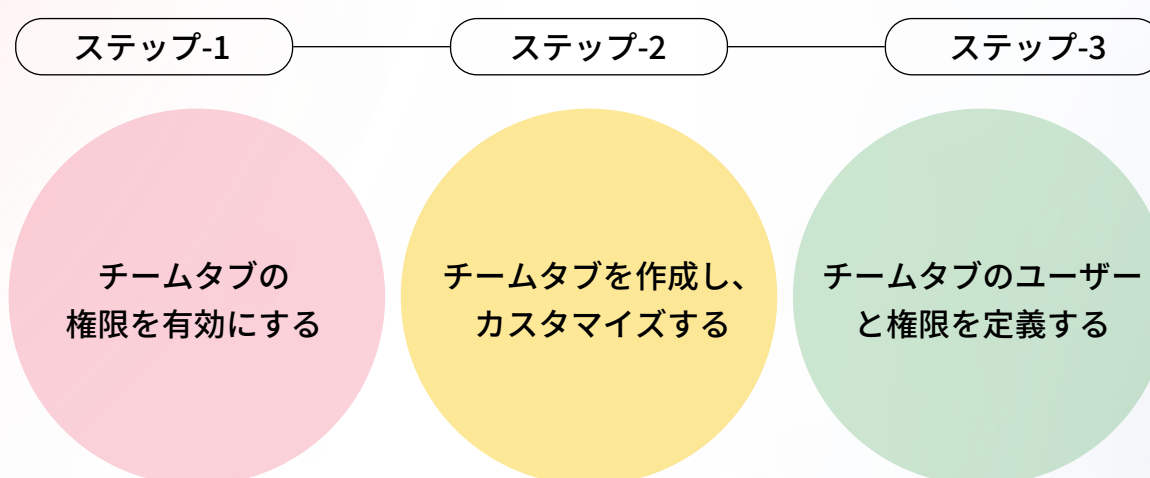 ステップ-1
ステップ-2
ステップ-3
チームタブの
権限を有効にする
チームタブを作成し、
カスタマイズする
チームタブのユーザー
と権限を定義する